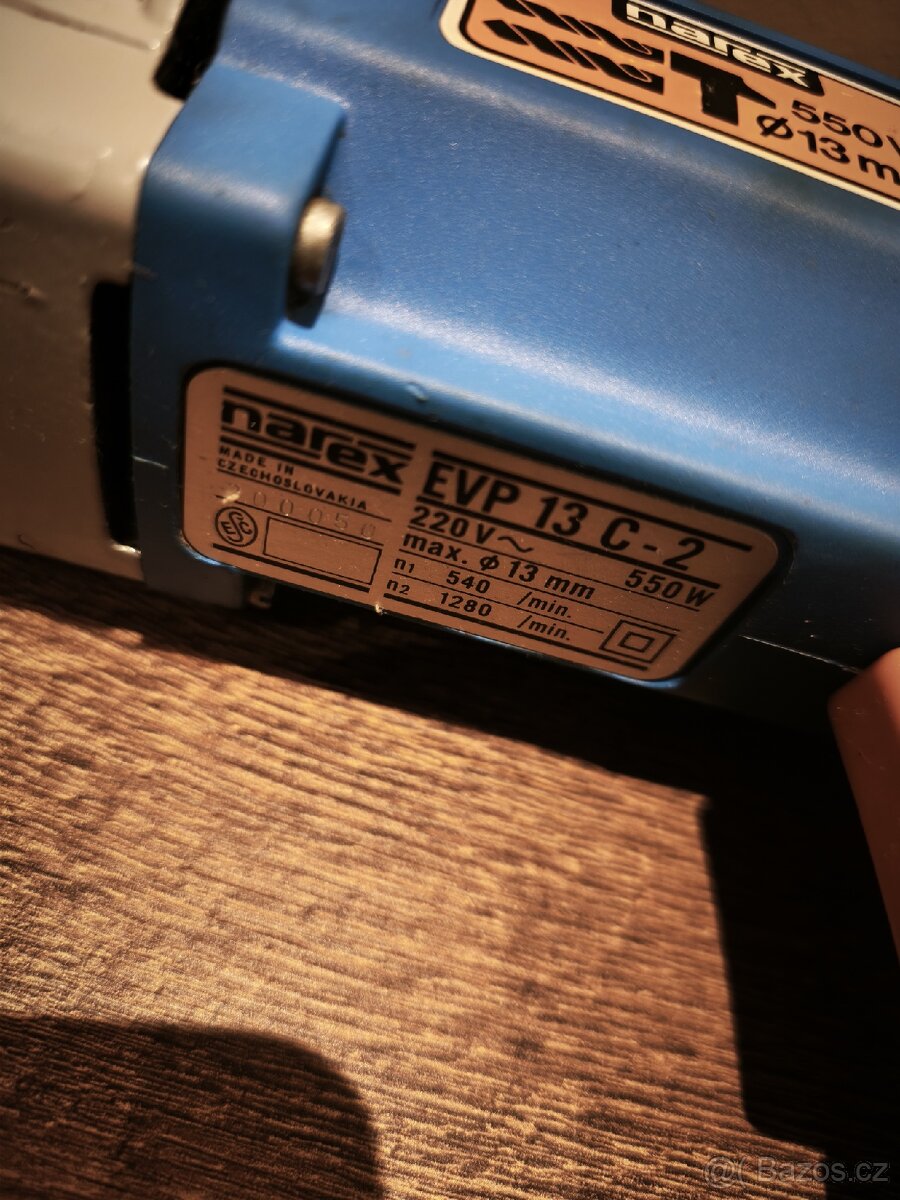 narex
550
Ø13 m
narex
MADE IN
CZECHOSLOVAKIA
ESČ
EVP 13 C-2
220 V~ 550 W
max. ϕ 13 mm
n1 540 /min.
n2 1280 /min.
Bazos.cz